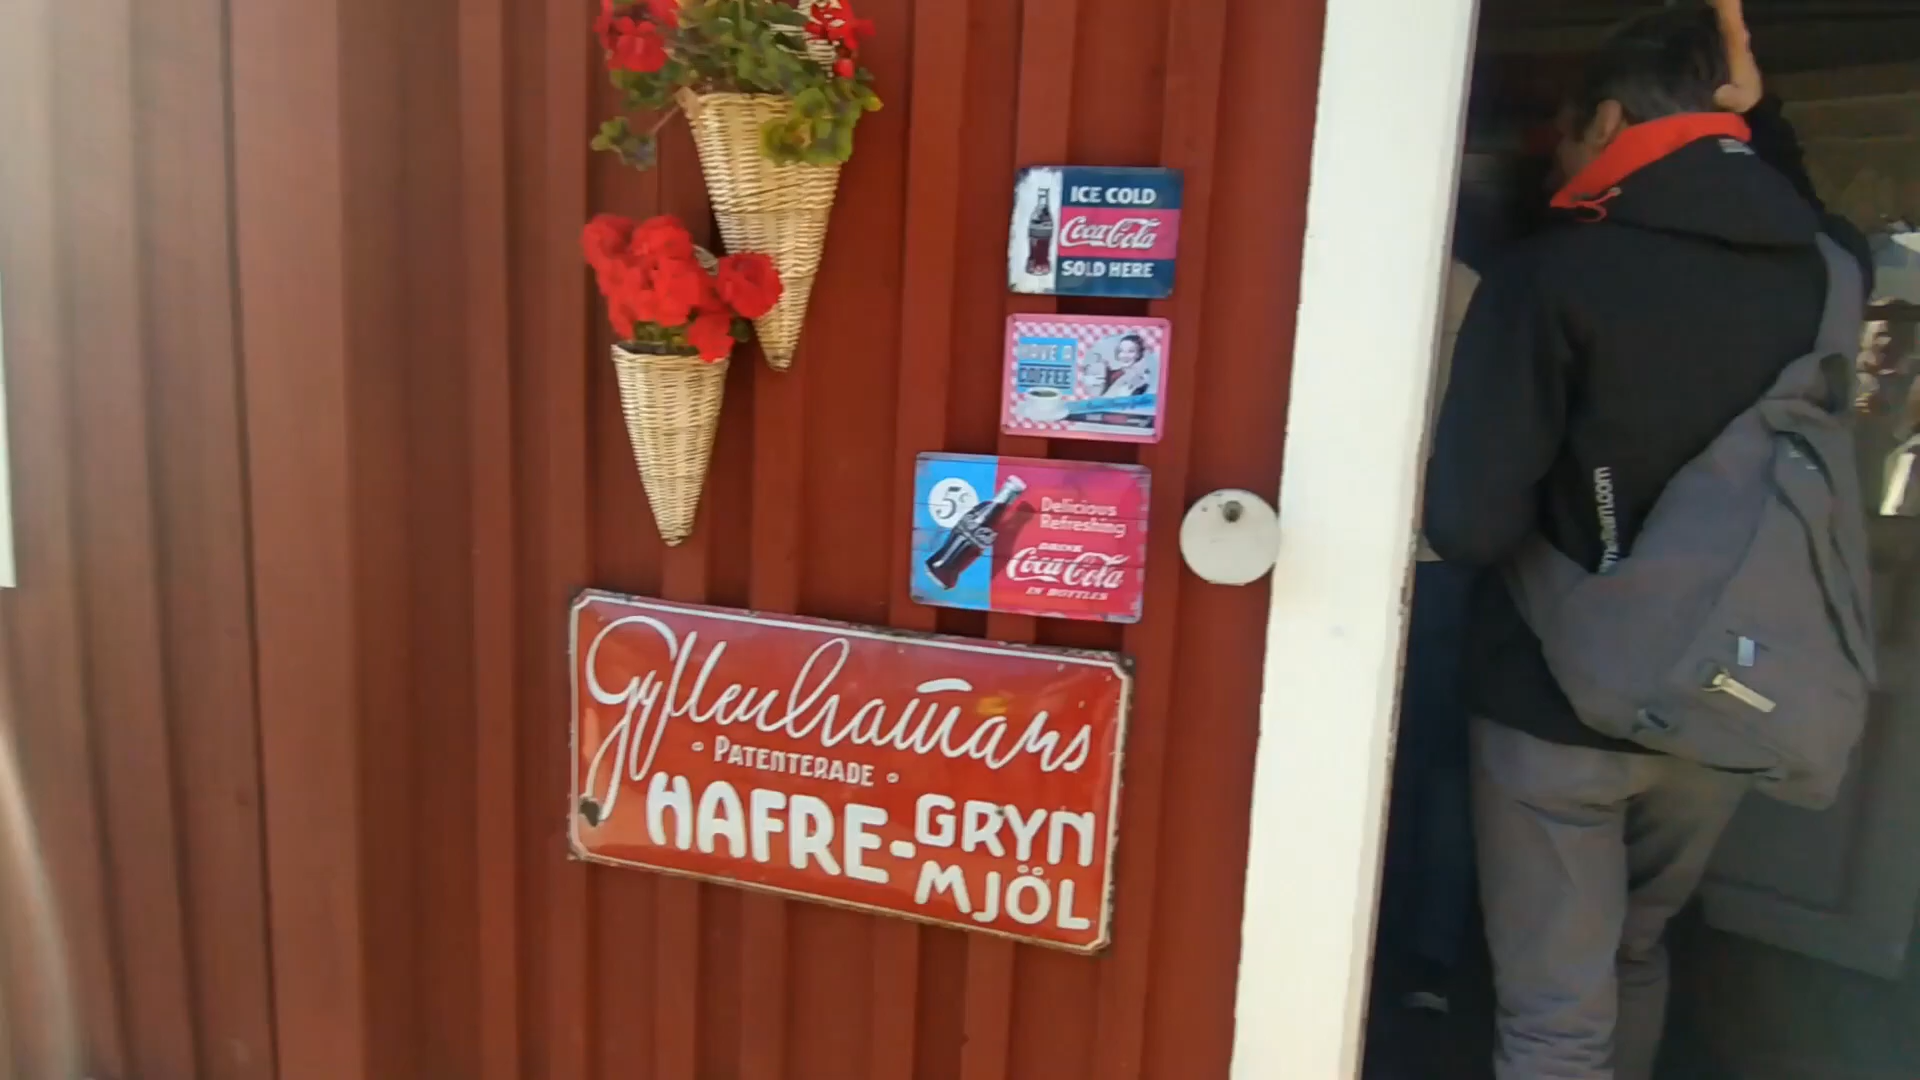 ICE COLD
Coca-Cola
SOLD HERE
HAVE A
COFFEE
5¢
Delicious
Refreshing
DRINK
Coca-Cola
IN BOTTLES
Gyllenhammars
• PATENTERADE •
HAFRE-GRYN
MJÖL